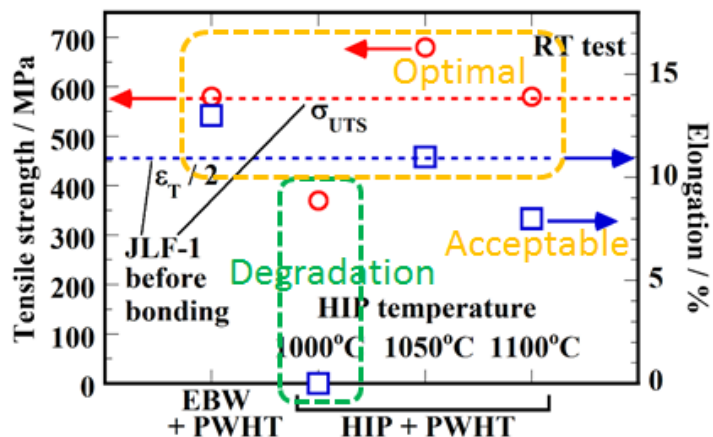 Tensile strength / MPa
700
600
500
400
300
200
100
0
RT test
Optimal
σUTS
εT / 2
JLF-1
before
bonding
Degradation
Acceptable
HIP temperature
1000°C 1050°C 1100°C
15
10
5
0
Elongation / %
EBW
+ PWHT
HIP + PWHT